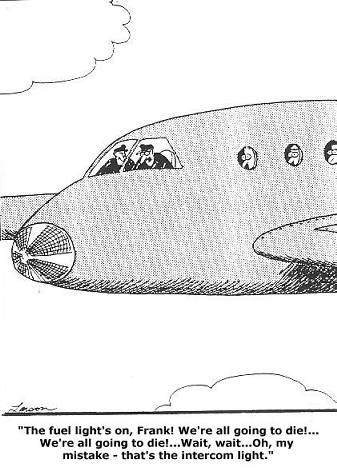 Larson
"The fuel light's on, Frank! We're all going to die!...
We're all going to die!...Wait, wait...Oh, my
mistake - that's the intercom light."